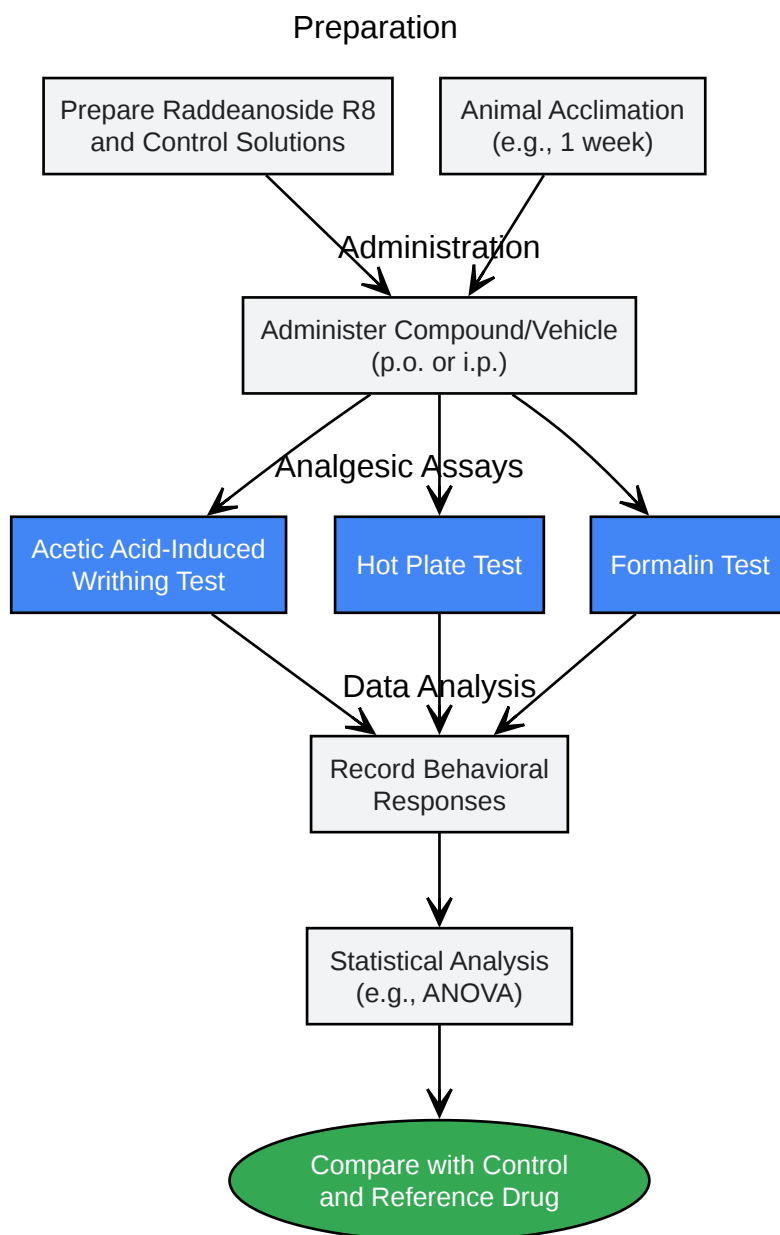 Preparation
Prepare Raddeanoside R8
and Control Solutions
Animal Acclimation
(e.g., 1 week)
Administration
Administer Compound/Vehicle
(p.o. or i.p.)
Analgesic Assays
Acetic Acid-Induced
Writhing Test
Hot Plate Test
Formalin Test
Data Analysis
Record Behavioral
Responses
Statistical Analysis
(e.g., ANOVA)
Compare with Control
and Reference Drug